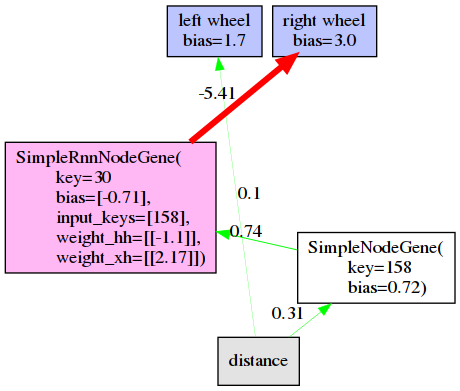 left wheel
bias=1.7
right wheel
bias=3.0
-5.41
SimpleRnnNodeGene(
key=30
bias=[-0.71],
input_keys=[158],
weight_hh=[[-1.1]],
weight_xh=[[2.17]])
0.1
0.74
SimpleNodeGene(
key=158
bias=0.72)
0.31
distance